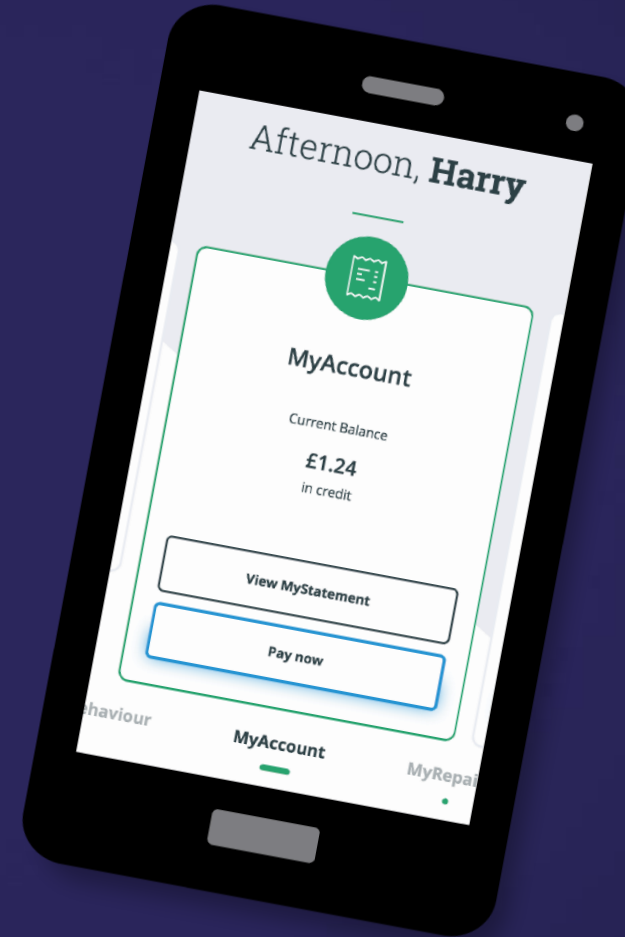 Afternoon, Harry
MyAccount
Current Balance
£1.24
in credit
View MyStatement
Pay now
ehaviour
MyAccount
MyRepai